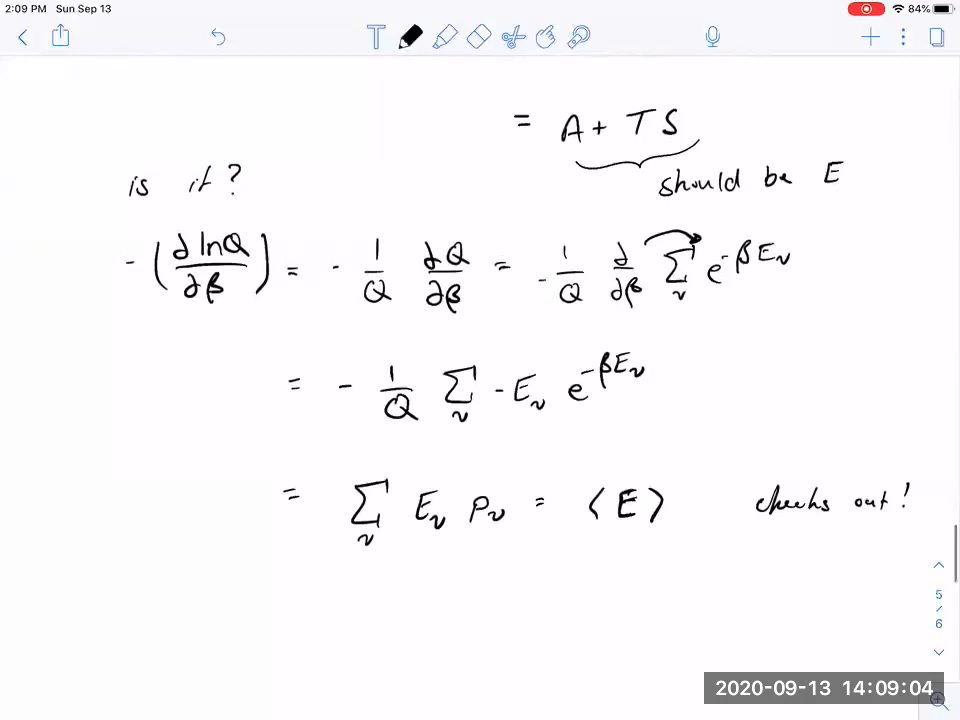 2:09 PM Sun Sep 13 84%
= A + TS
should be E
is it?
- (∂ ln Q / ∂β) = - 1/Q ∂Q/∂β = - 1/Q ∂/∂β Σ_ν e^{-βE_ν}
= - 1/Q Σ_ν - E_ν e^{-βE_ν}
= Σ_ν E_ν P_ν = ⟨E⟩ checks out!
5
/
6
2020-09-13 14:09:04